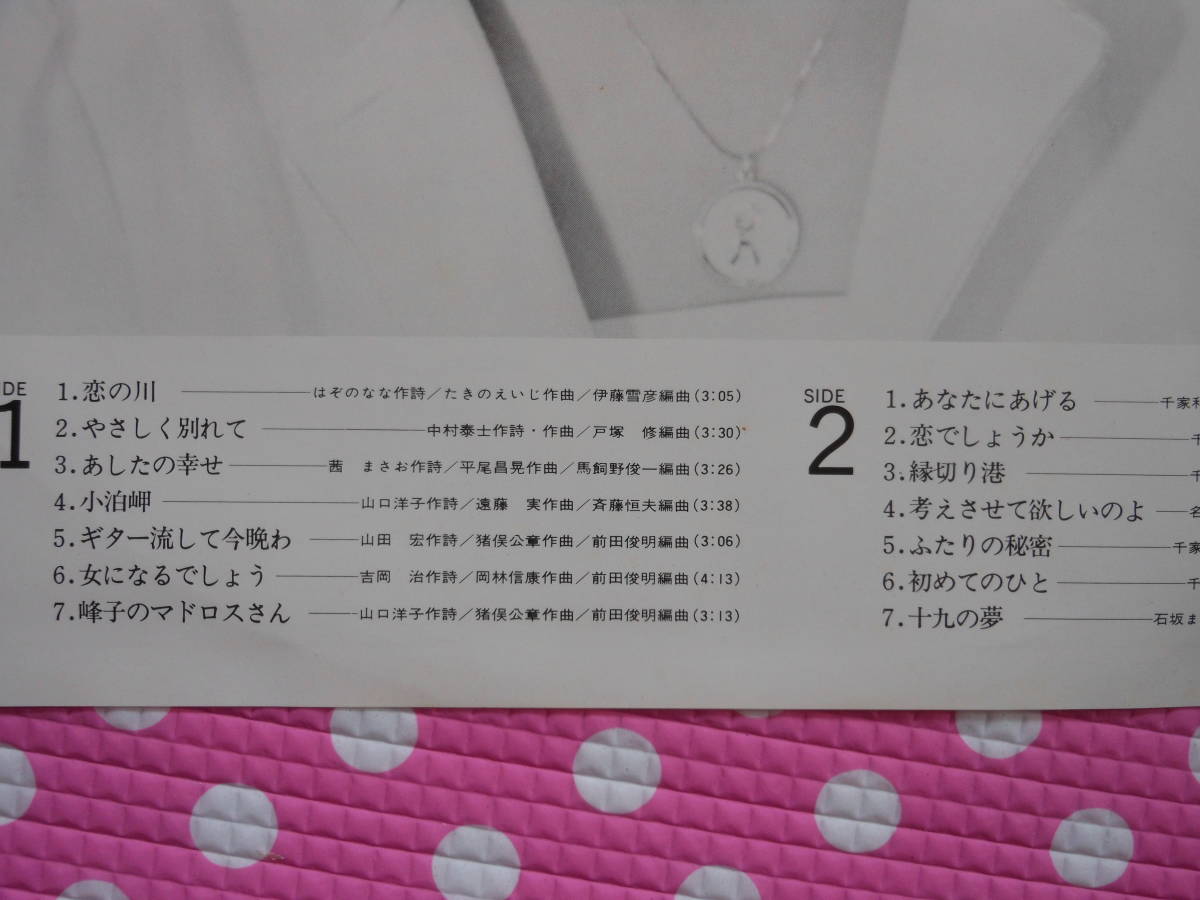 IDE 1
1.恋の川 はぞのなな作詩／たきのえいじ作曲／伊藤雪彦編曲(3:05)
2.やさしく別れて 中村泰士作詩・作曲／戸塚　修編曲(3:30)
3.あしたの幸せ 茜　まさお作詩／平尾昌晃作曲／馬飼野俊一編曲(3:26)
4.小泊岬 山口洋子作詩／遠藤　実作曲／斉藤恒夫編曲(3:38)
5.ギター流して今晩わ 山田　宏作詩／猪俣公章作曲／前田俊明編曲(3:06)
6.女になるでしょう 吉岡　治作詩／岡林信康作曲／前田俊明編曲(4:13)
7.峰子のマドロスさん 山口洋子作詩／猪俣公章作曲／前田俊明編曲(3:13)
SIDE 2
1.あなたにあげる 千家和
2.恋でしょうか 千
3.縁切り港 千
4.考えさせて欲しいのよ 名
5.ふたりの秘密 千家
6.初めてのひと 千
7.十九の夢 石坂ま